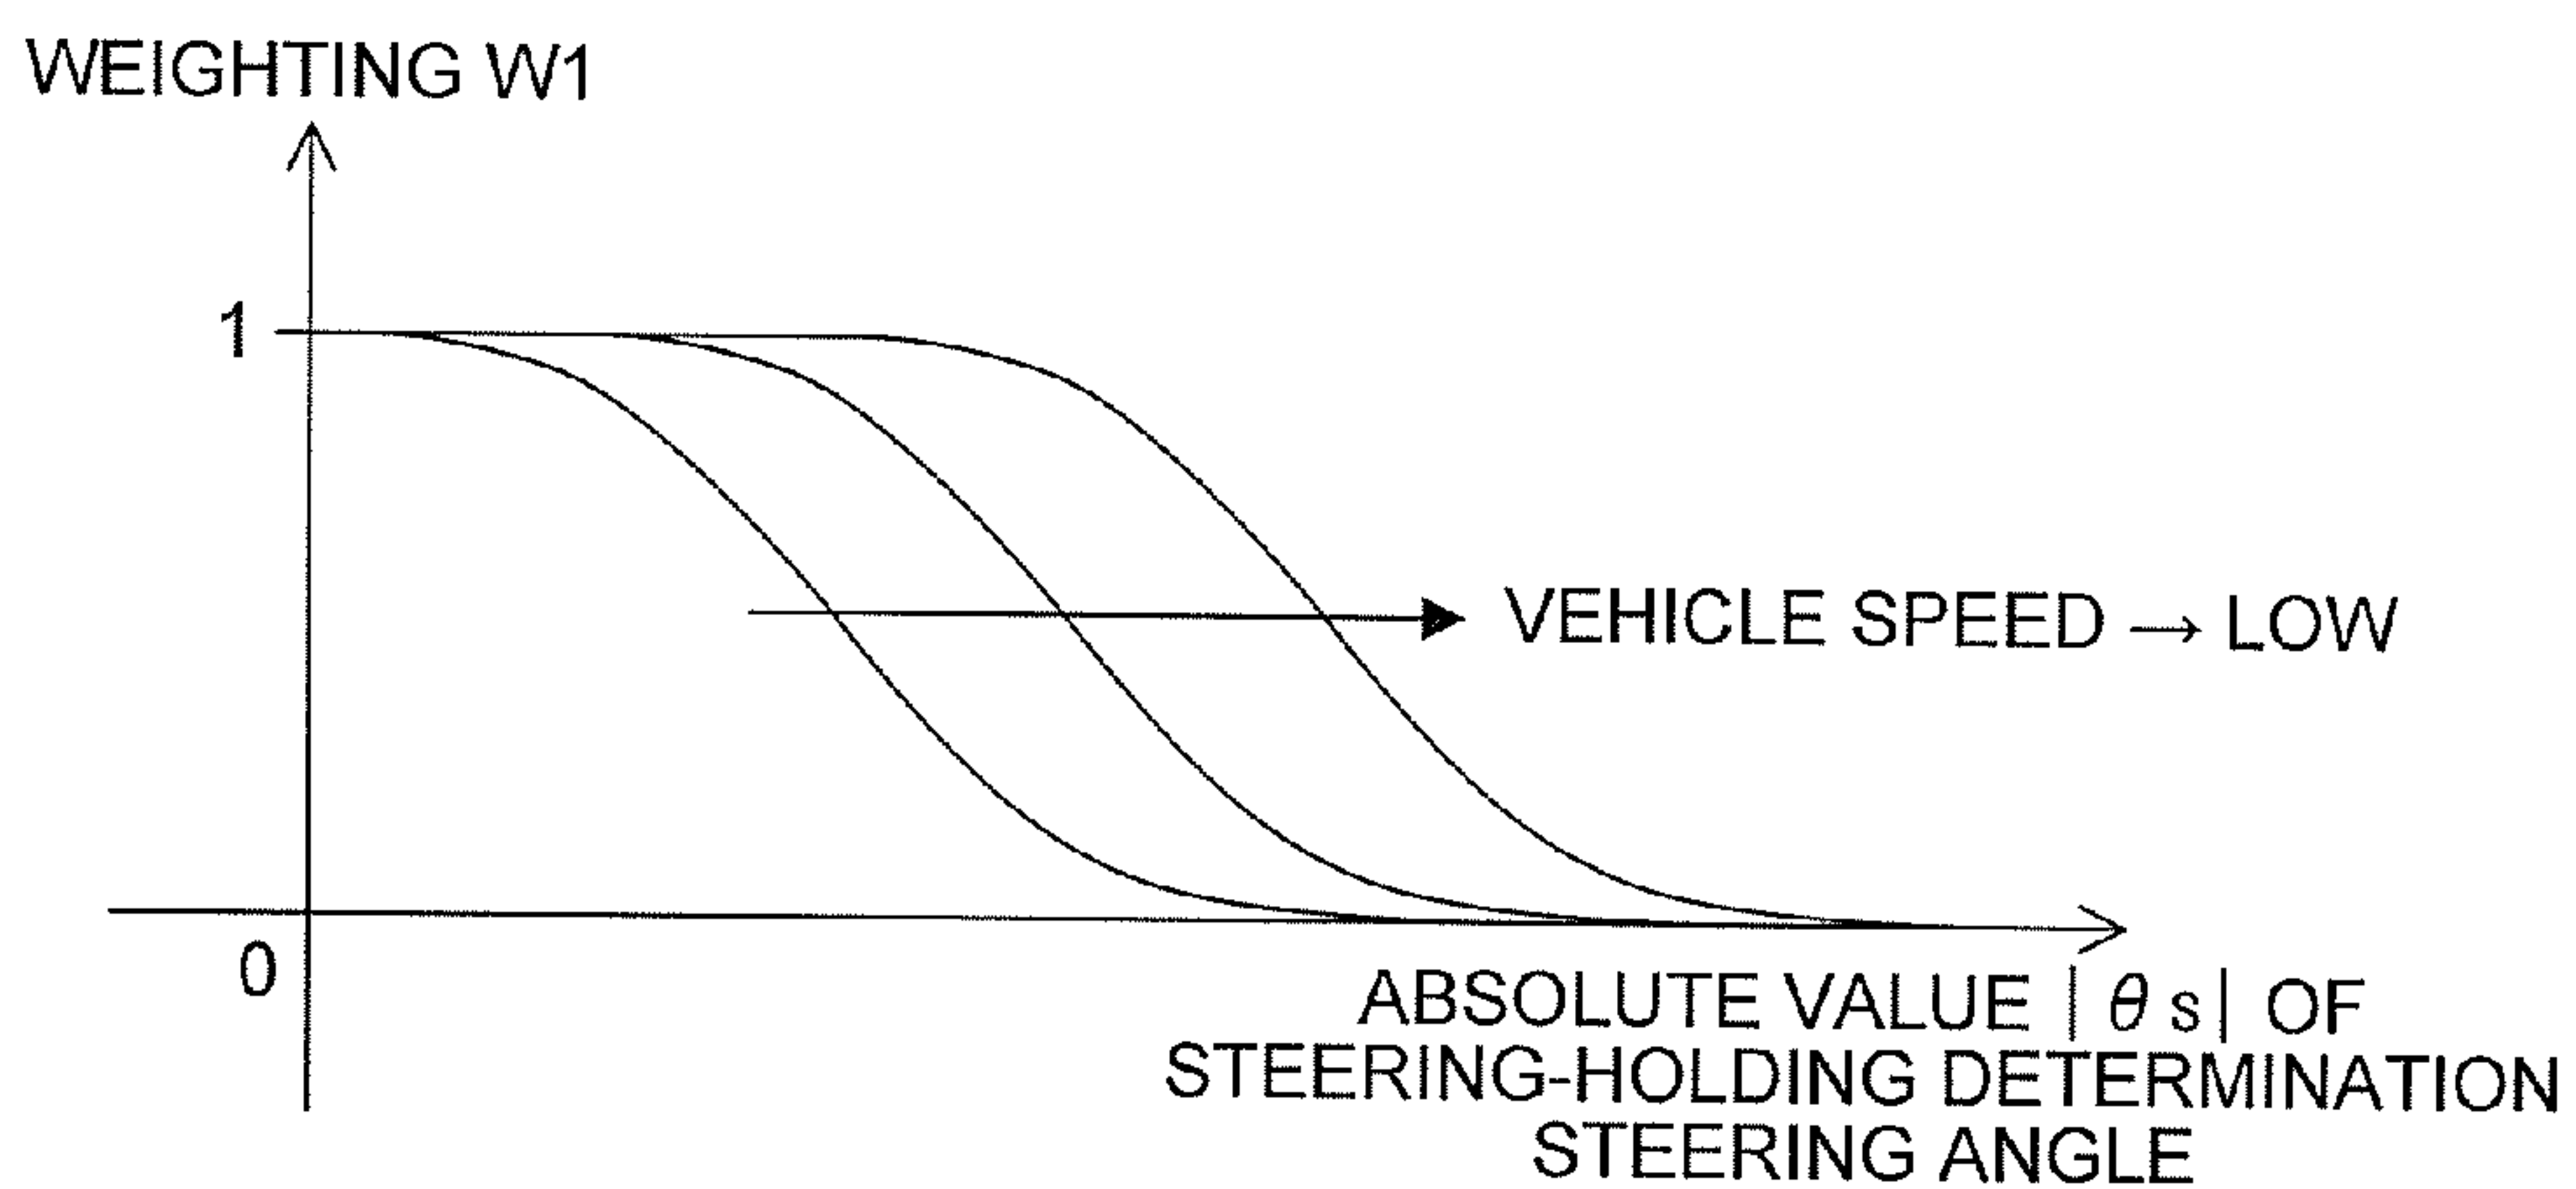 WEIGHTING W1
1
VEHICLE SPEED → LOW
0
ABSOLUTE VALUE | θ s | OF
STEERING-HOLDING DETERMINATION
STEERING ANGLE